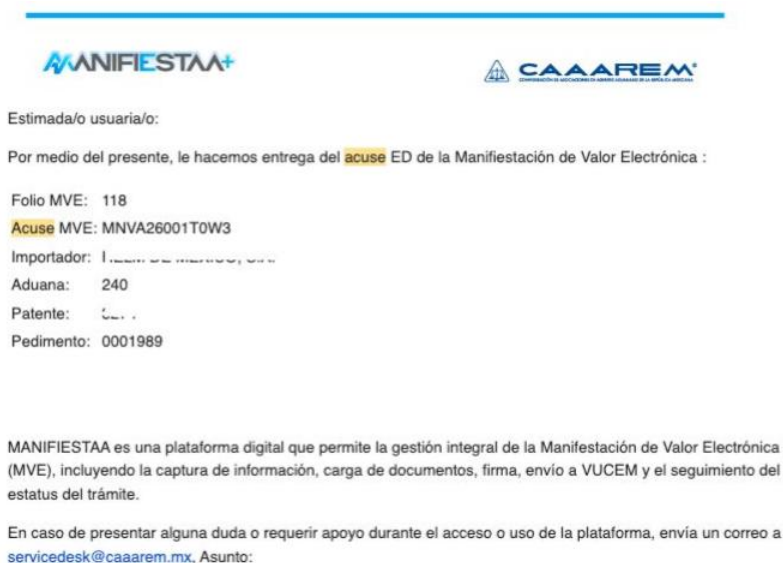 MANIFIESTAA+
CAAAREM
Estimada/o usuaria/o:
Por medio del presente, le hacemos entrega del acuse ED de la Manifiestación de Valor Electrónica :
Folio MVE: 118
Acuse MVE: MNVA26001T0W3
Importador:
Aduana: 240
Patente:
Pedimento: 0001989
MANIFIESTAA es una plataforma digital que permite la gestión integral de la Manifestación de Valor Electrónica
(MVE), incluyendo la captura de información, carga de documentos, firma, envío a VUCEM y el seguimiento del
estatus del trámite.
En caso de presentar alguna duda o requerir apoyo durante el acceso o uso de la plataforma, envía un correo a
servicedesk@caaarem.mx, Asunto: